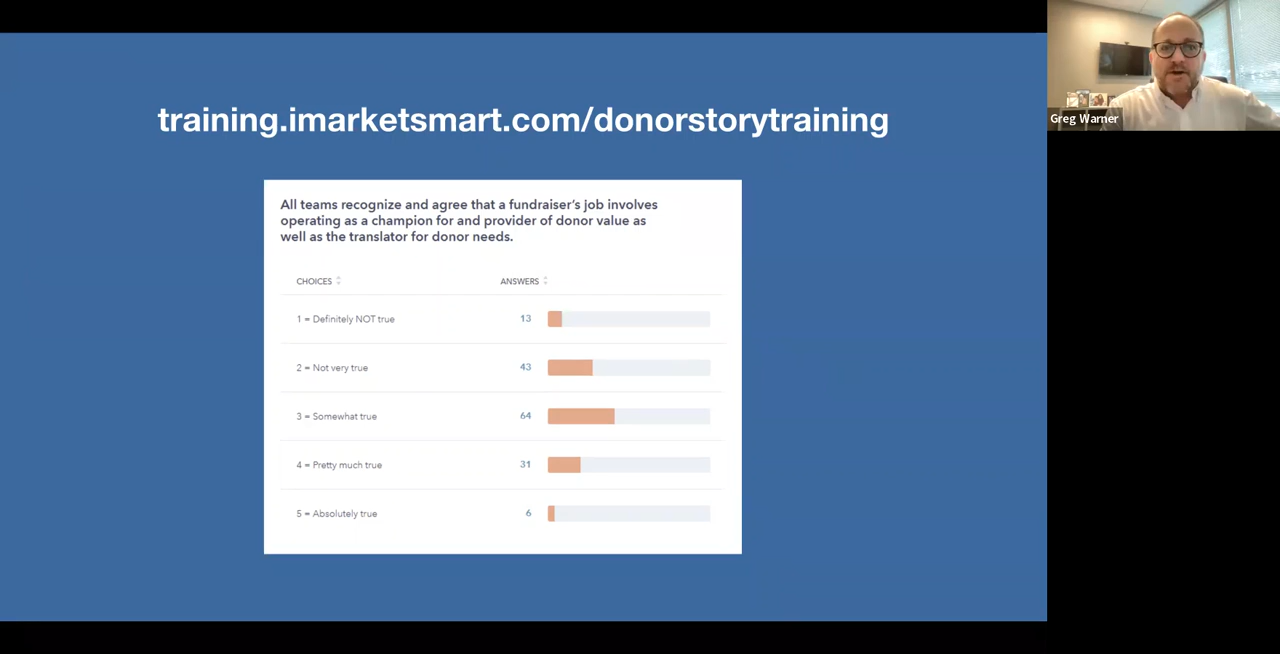 training.imarketsmart.com/donorstorytraining
Greg Warner
All teams recognize and agree that a fundraiser's job involves
operating as a champion for and provider of donor value as
well as the translator for donor needs.
CHOICES ANSWERS
1 = Definitely NOT true 13
2 = Not very true 43
3 = Somewhat true 64
4 = Pretty much true 31
5 = Absolutely true 6